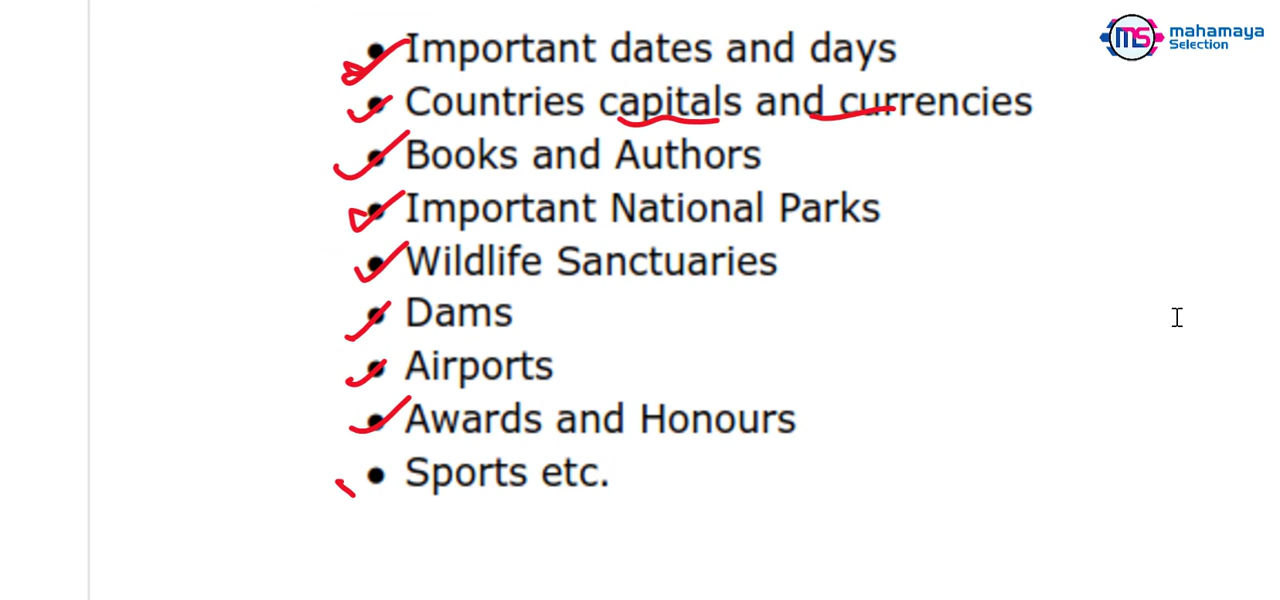 mahamaya
Selection
MS
• Important dates and days
• Countries capitals and currencies
• Books and Authors
• Important National Parks
• Wildlife Sanctuaries
• Dams
• Airports
• Awards and Honours
• Sports etc.